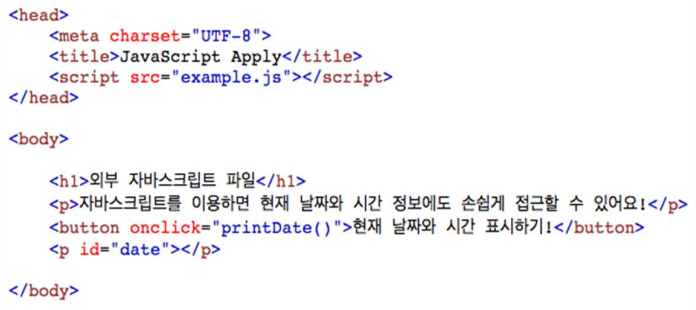 <head>
<meta charset="UTF-8">
<title>JavaScript Apply</title>
<script src="example.js"></script>
</head>
<body>
<h1>외부 자바스크립트 파일</h1>
<p>자바스크립트를 이용하면 현재 날짜와 시간 정보에도 손쉽게 접근할 수 있어요!</p>
<button onclick="printDate()">현재 날짜와 시간 표시하기!</button>
<p id="date"></p>
</body>